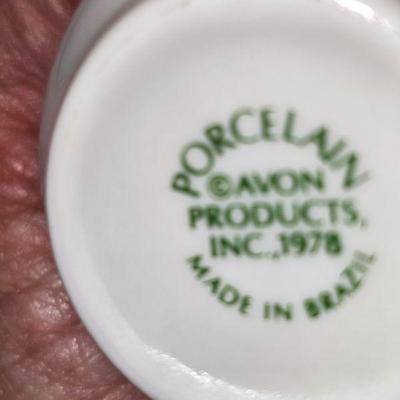 PORCELAIN
©AVON
PRODUCTS,
INC.,1978
MADE IN BRAZIL